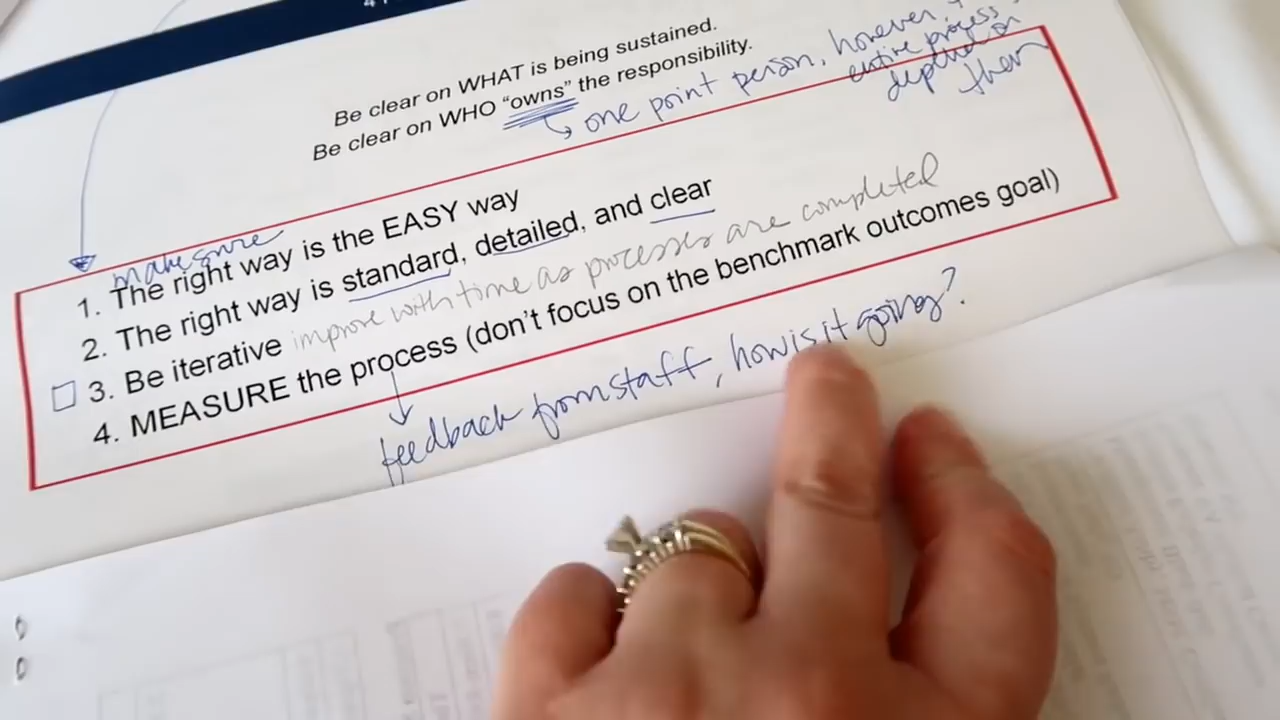 Be clear on WHAT is being sustained.
Be clear on WHO "owns" the responsibility.
one point person, however,
entire process
on
them
make sure
1. The right way is the EASY way
2. The right way is standard, detailed, and clear
3. Be iterative improve with time as processes are completed
4. MEASURE the process (don't focus on the benchmark outcomes goal)
feedback from staff, how is it going?